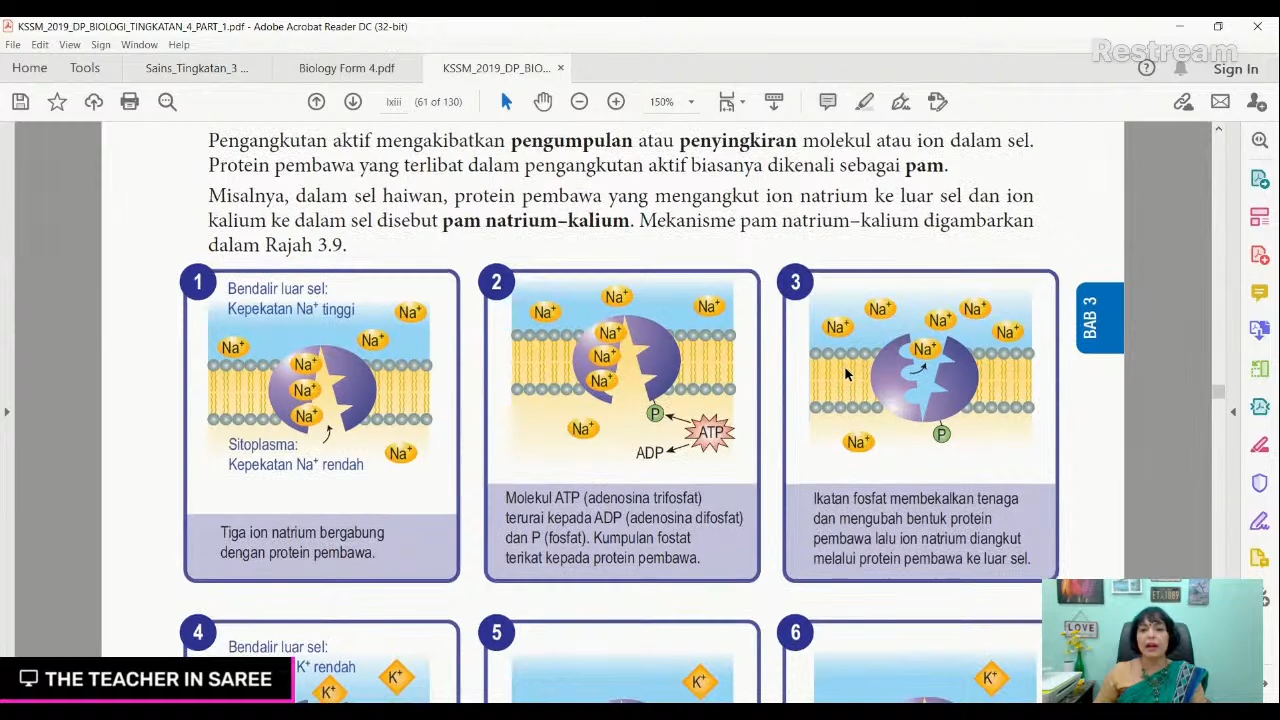 KSSM_2019_DP_BIOLOGI_TINGKATAN_4_PART_1.pdf - Adobe Acrobat Reader DC (32-bit)
File Edit View Sign Window Help
Restream
Home Tools Sains_Tingkatan_3 ... Biology Form 4.pdf KSSM_2019_DP_BIO... × Sign In
lxiii (61 of 130) 150%
Pengangkutan aktif mengakibatkan pengumpulan atau penyingkiran molekul atau ion dalam sel.
Protein pembawa yang terlibat dalam pengangkutan aktif biasanya dikenali sebagai pam.
Misalnya, dalam sel haiwan, protein pembawa yang mengangkut ion natrium ke luar sel dan ion
kalium ke dalam sel disebut pam natrium–kalium. Mekanisme pam natrium–kalium digambarkan
dalam Rajah 3.9.
1
Bendalir luar sel:
Kepekatan Na⁺ tinggi
Na⁺
Na⁺
Na⁺
Na⁺
Na⁺
Na⁺
Sitoplasma:
Kepekatan Na⁺ rendah
Na⁺
Tiga ion natrium bergabung
dengan protein pembawa.
2
Na⁺
Na⁺
Na⁺
Na⁺
Na⁺
Na⁺
Na⁺
P
ATP
ADP
Molekul ATP (adenosina trifosfat)
terurai kepada ADP (adenosina difosfat)
dan P (fosfat). Kumpulan fostat
terikat kepada protein pembawa.
3
Na⁺
Na⁺
Na⁺
Na⁺
Na⁺
Na⁺
Na⁺
P
Ikatan fosfat membekalkan tenaga
dan mengubah bentuk protein
pembawa lalu ion natrium diangkut
melalui protein pembawa ke luar sel.
BAB 3
4
Bendalir luar sel:
K⁺ rendah
K⁺
K⁺
5
K⁺
6
K⁺
LOVE
THE TEACHER IN SAREE